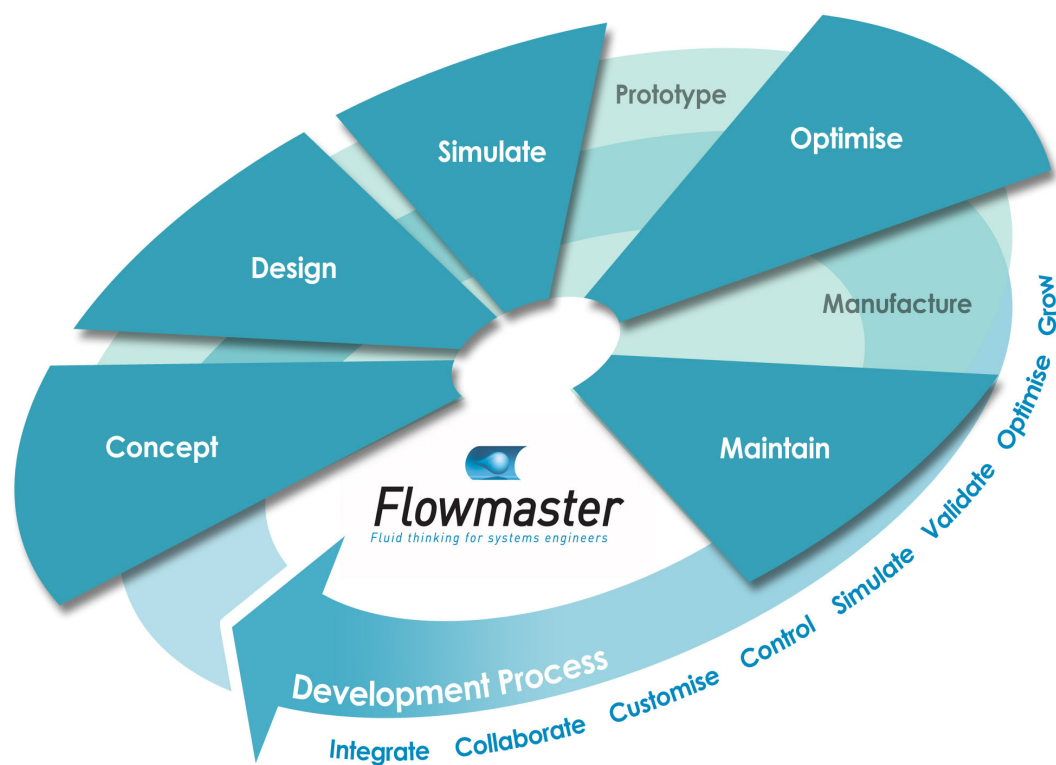 Prototype
Optimise
Simulate
Design
Manufacture
Concept
Maintain
Flowmaster
Fluid thinking for systems engineers
Development Process
Integrate Collaborate Customise Control Simulate Validate Optimise Grow